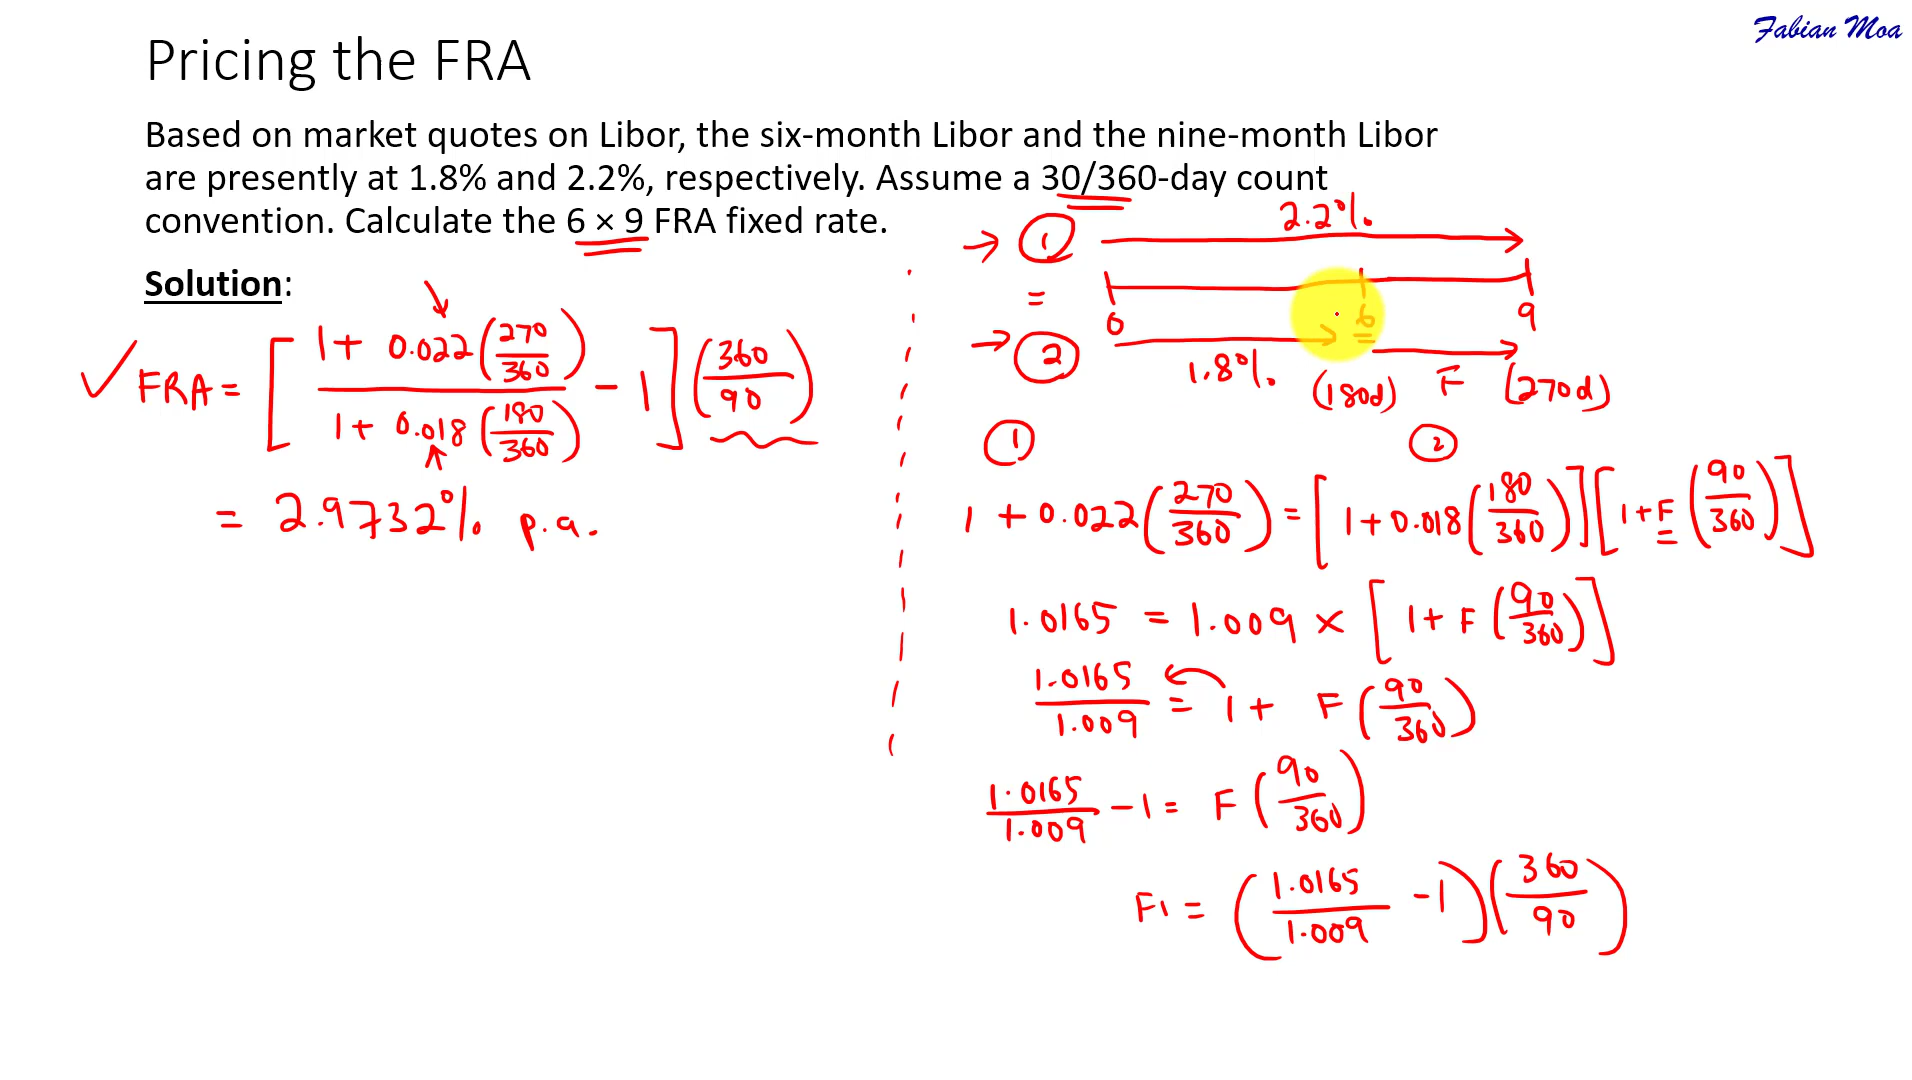 Fabian Moa
Pricing the FRA
Based on market quotes on Libor, the six-month Libor and the nine-month Libor
are presently at 1.8% and 2.2%, respectively. Assume a 30/360-day count
convention. Calculate the 6 × 9 FRA fixed rate.
Solution:
FRA = [ (1 + 0.022 (270/360)) / (1 + 0.018 (180/360)) − 1 ] (360/90)
= 2.9732% p.a.
→ ① 2.2%
=
0 6 9
→ ② 1.8% (180d) F (270d)
① ②
1 + 0.022 (270/360) = [1 + 0.018 (180/360)] [1 + F (90/360)]
1.0165 = 1.009 × [1 + F (90/360)]
1.0165/1.009 = 1 + F (90/360)
1.0165/1.009 − 1 = F (90/360)
F1 = (1.0165/1.009 − 1) (360/90)